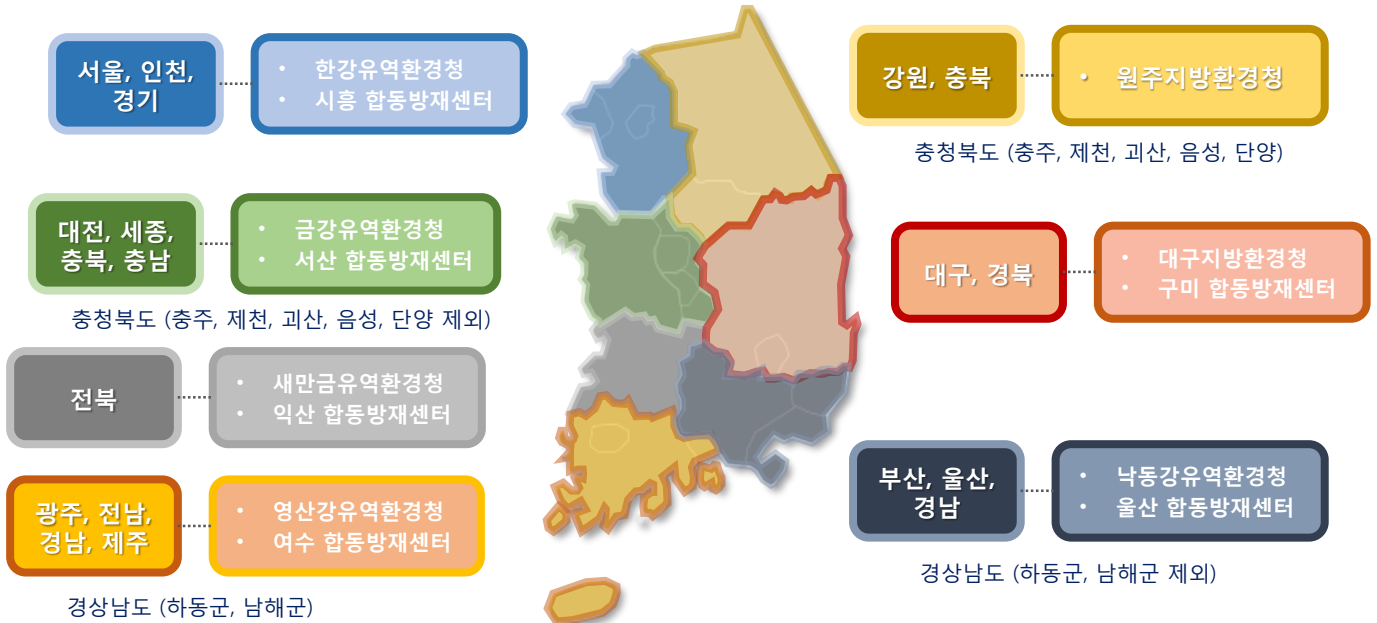 서울, 인천,
경기
• 한강유역환경청
• 시흥 합동방재센터
대전, 세종,
충북, 충남
• 금강유역환경청
• 서산 합동방재센터
충청북도 (충주, 제천, 괴산, 음성, 단양 제외)
전북
• 새만금유역환경청
• 익산 합동방재센터
광주, 전남,
경남, 제주
• 영산강유역환경청
• 여수 합동방재센터
경상남도 (하동군, 남해군)
강원, 충북
• 원주지방환경청
충청북도 (충주, 제천, 괴산, 음성, 단양)
대구, 경북
• 대구지방환경청
• 구미 합동방재센터
부산, 울산,
경남
• 낙동강유역환경청
• 울산 합동방재센터
경상남도 (하동군, 남해군 제외)